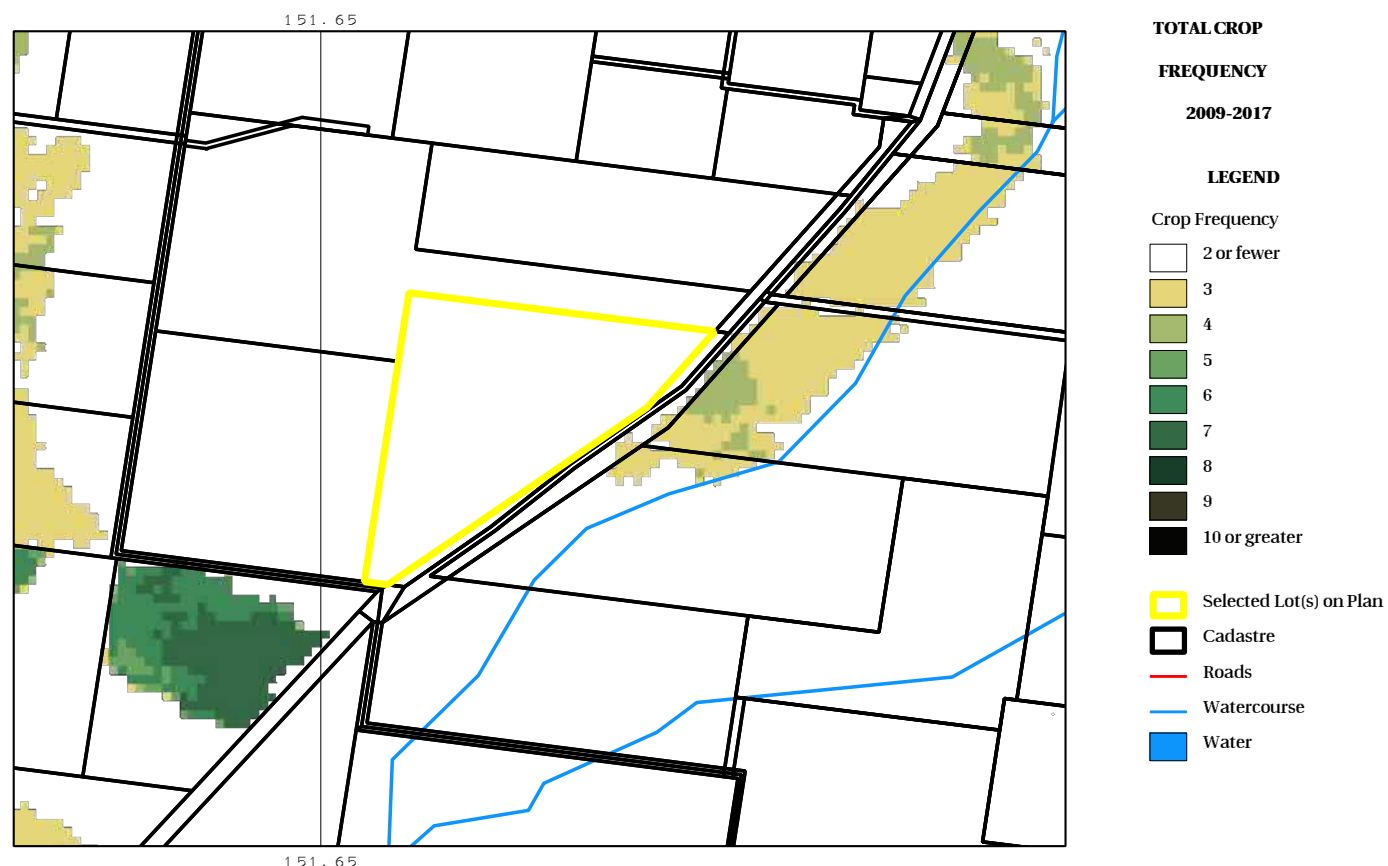 151.65
TOTAL CROP
FREQUENCY
2009-2017
LEGEND
Crop Frequency
2 or fewer
3
4
5
6
7
8
9
10 or greater
Selected Lot(s) on Plan
Cadastre
Roads
Watercourse
Water
151.65